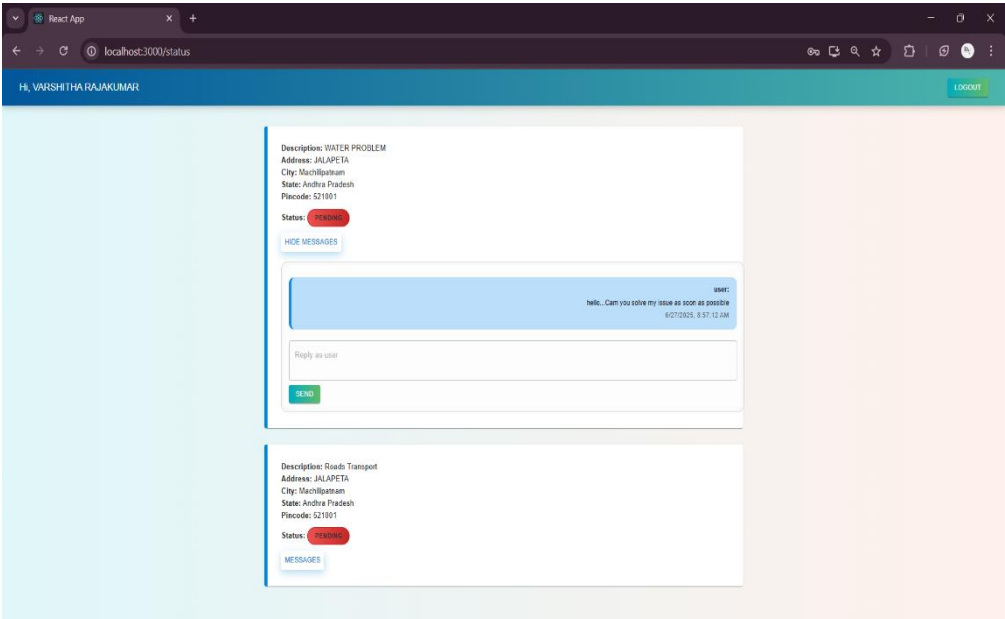 React App
localhost:3000/status
Hi, VARSHITHA RAJAKUMAR
LOGOUT
Description: WATER PROBLEM
Address: JALAPETA
City: Machilipatnam
State: Andhra Pradesh
Pincode: 521001
Status: PENDING
HIDE MESSAGES
user:
hello...Cam you solve my issue as soon as possible
6/27/2025, 8:57:12 AM
Reply as user
SEND
Description: Roads Transport
Address: JALAPETA
City: Machilipatnam
State: Andhra Pradesh
Pincode: 521001
Status: PENDING
MESSAGES